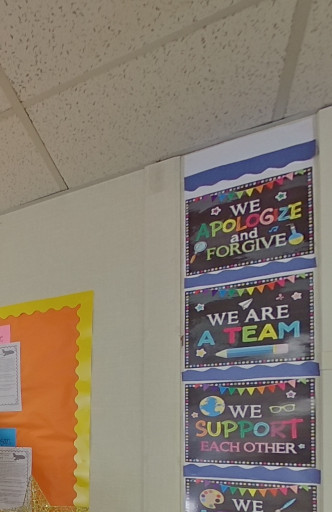 WE
APOLOGIZE
and
FORGIVE
WE ARE
A TEAM
WE
SUPPORT
EACH OTHER
WE